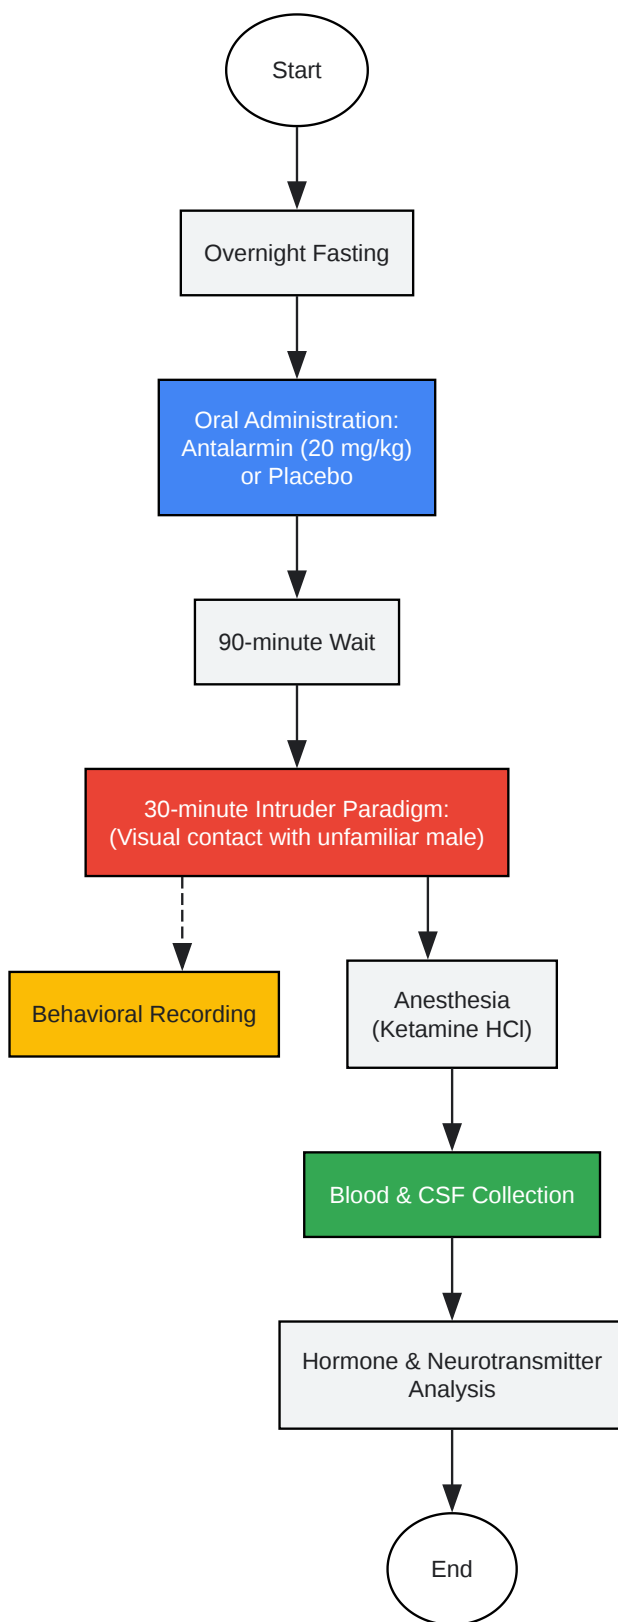 Start
Overnight Fasting
Oral Administration:
Antalarmin (20 mg/kg)
or Placebo
90-minute Wait
30-minute Intruder Paradigm:
(Visual contact with unfamiliar male)
Behavioral Recording
Anesthesia
(Ketamine HCl)
Blood & CSF Collection
Hormone & Neurotransmitter
Analysis
End